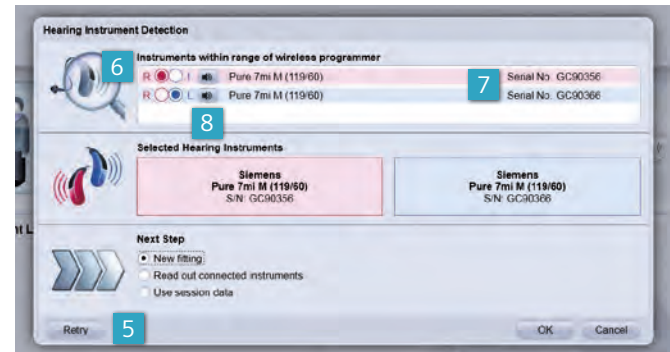 Hearing Instrument Detection
Instruments within range of wireless programmer
6
R L Pure 7mi M (119/60) Serial No. GC90356
7
R L Pure 7mi M (119/60) Serial No. GC90366
8
Selected Hearing Instruments
Siemens
Pure 7mi M (119/60)
S/N: GC90356
Siemens
Pure 7mi M (119/60)
S/N: GC90366
Next Step
New fitting
Read out connected instruments
Use session data
Retry 5 OK Cancel